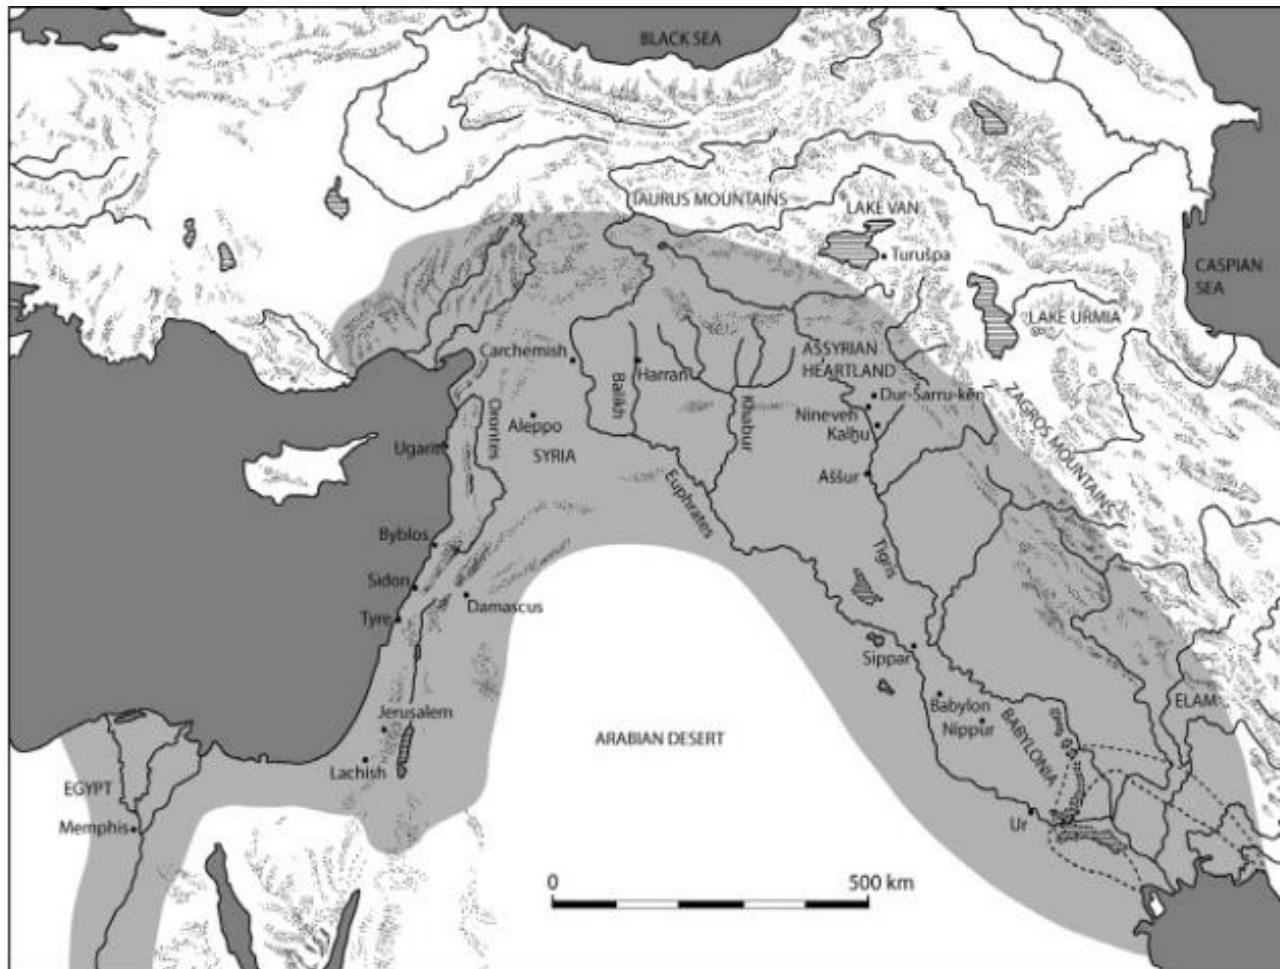 BLACK SEA
TAURUS MOUNTAINS
LAKE VAN
Turušpa
CASPIAN
SEA
LAKE URMIA
Carchemish
Balikh
Harran
ASSYRIAN
HEARTLAND
ZAGROS MOUNTAINS
Dur-Šarru-kēn
Nineveh
Kalḫu
Khabur
Orontes
Aleppo
Ugarit
SYRIA
Aššur
Euphrates
Byblos
Tigris
Sidon
Damascus
Tyre
Sippar
Babylon
Nippur
BABYLONIA
ELAM
Jerusalem
ARABIAN DESERT
Lachish
EGYPT
Memphis
Ur
0 500 km